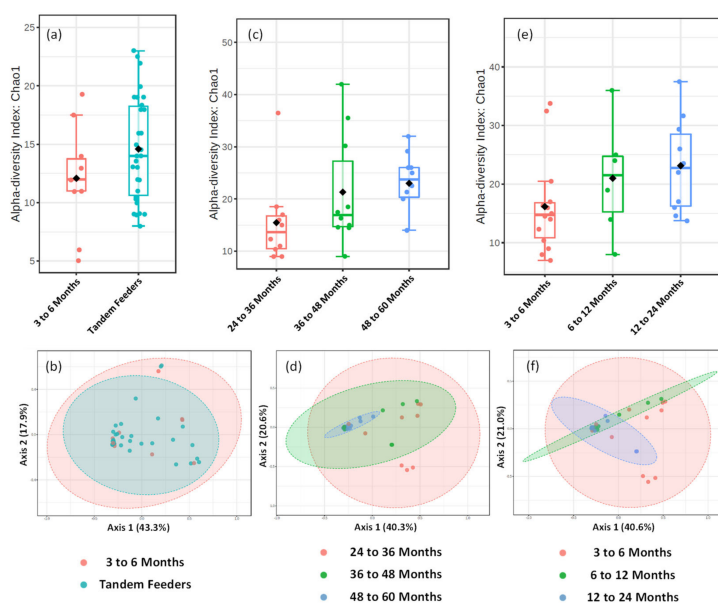 (a)
(c)
(e)
Alpha-diversity Index: Chao1
25
20
15
10
5
3 to 6 Months
Tandem Feeders
Alpha-diversity Index: Chao1
50
40
30
20
10
24 to 36 Months
36 to 48 Months
48 to 60 Months
Alpha-diversity Index: Chao1
40
30
20
10
3 to 6 Months
6 to 12 Months
12 to 24 Months
(b)
(d)
(f)
Axis 2 (17.9%)
Axis 1 (43.3%)
Axis 2 (20.6%)
Axis 1 (40.3%)
Axis 2 (21.0%)
Axis 1 (40.6%)
3 to 6 Months
Tandem Feeders
24 to 36 Months
36 to 48 Months
48 to 60 Months
3 to 6 Months
6 to 12 Months
12 to 24 Months